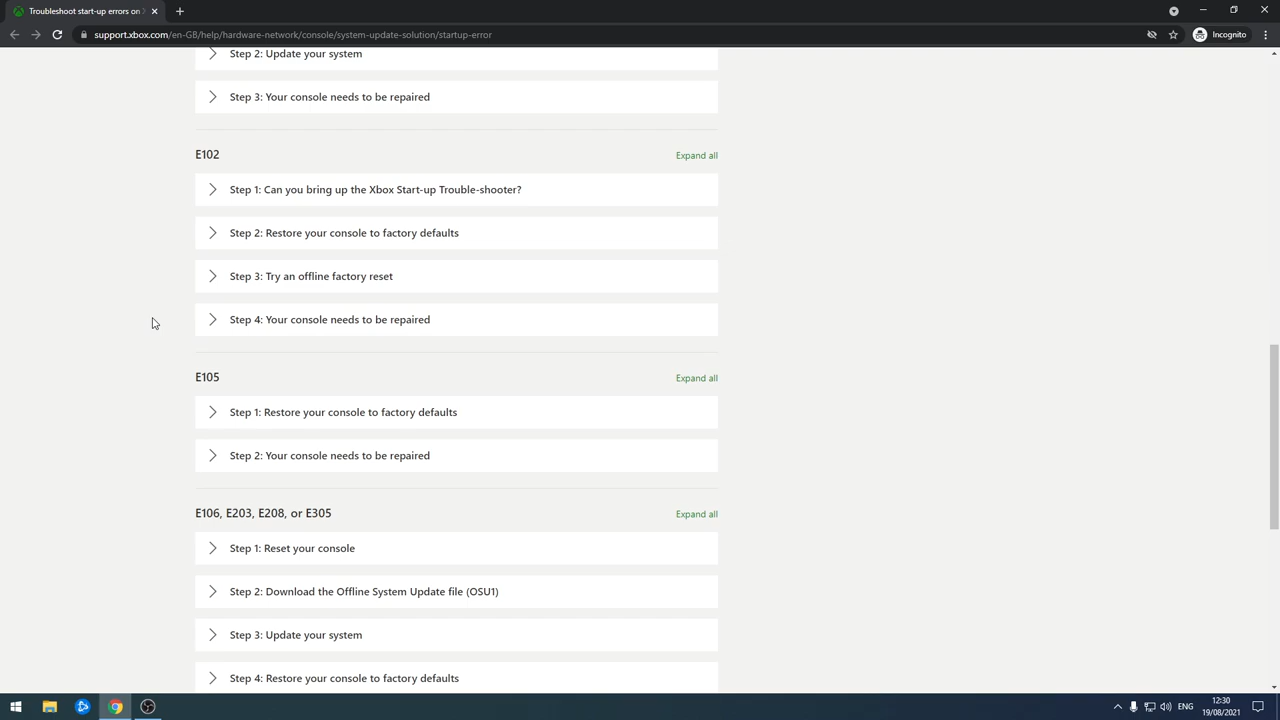 Troubleshoot start-up errors on
support.xbox.com/en-GB/help/hardware-network/console/system-update-solution/startup-error
Incognito
Step 2: Update your system
Step 3: Your console needs to be repaired
E102
Expand all
Step 1: Can you bring up the Xbox Start-up Trouble-shooter?
Step 2: Restore your console to factory defaults
Step 3: Try an offline factory reset
Step 4: Your console needs to be repaired
E105
Expand all
Step 1: Restore your console to factory defaults
Step 2: Your console needs to be repaired
E106, E203, E208, or E305
Expand all
Step 1: Reset your console
Step 2: Download the Offline System Update file (OSU1)
Step 3: Update your system
Step 4: Restore your console to factory defaults
ENG
12:30
19/08/2021